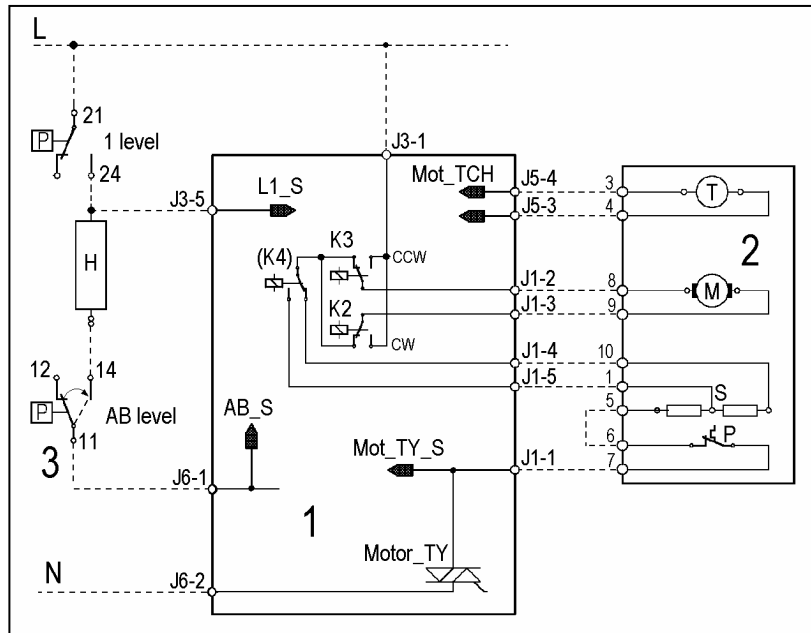 L
21
P
1 level
24
J3-1
Mot_TCH
J5-4
3
T
J3-5
L1_S
J5-3
4
2
K3
(K4)
CCW
H
J1-2
8
M
K2
J1-3
9
CW
J1-4
10
12
14
J1-5
1
AB_S
5
S
P
AB level
11
6
P
3
Mot_TY_S
J1-1
7
J6-1
1
Motor_TY
N
J6-2